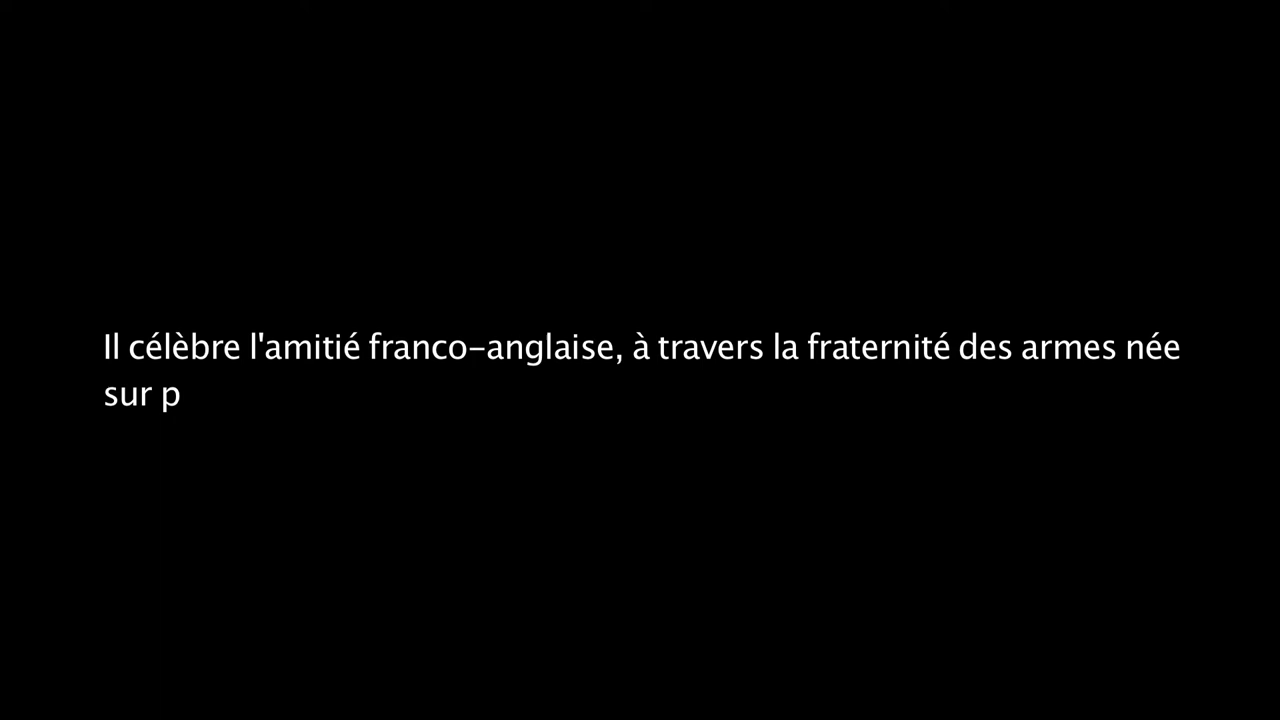 Il célèbre l'amitié franco-anglaise, à travers la fraternité des armes née
sur p